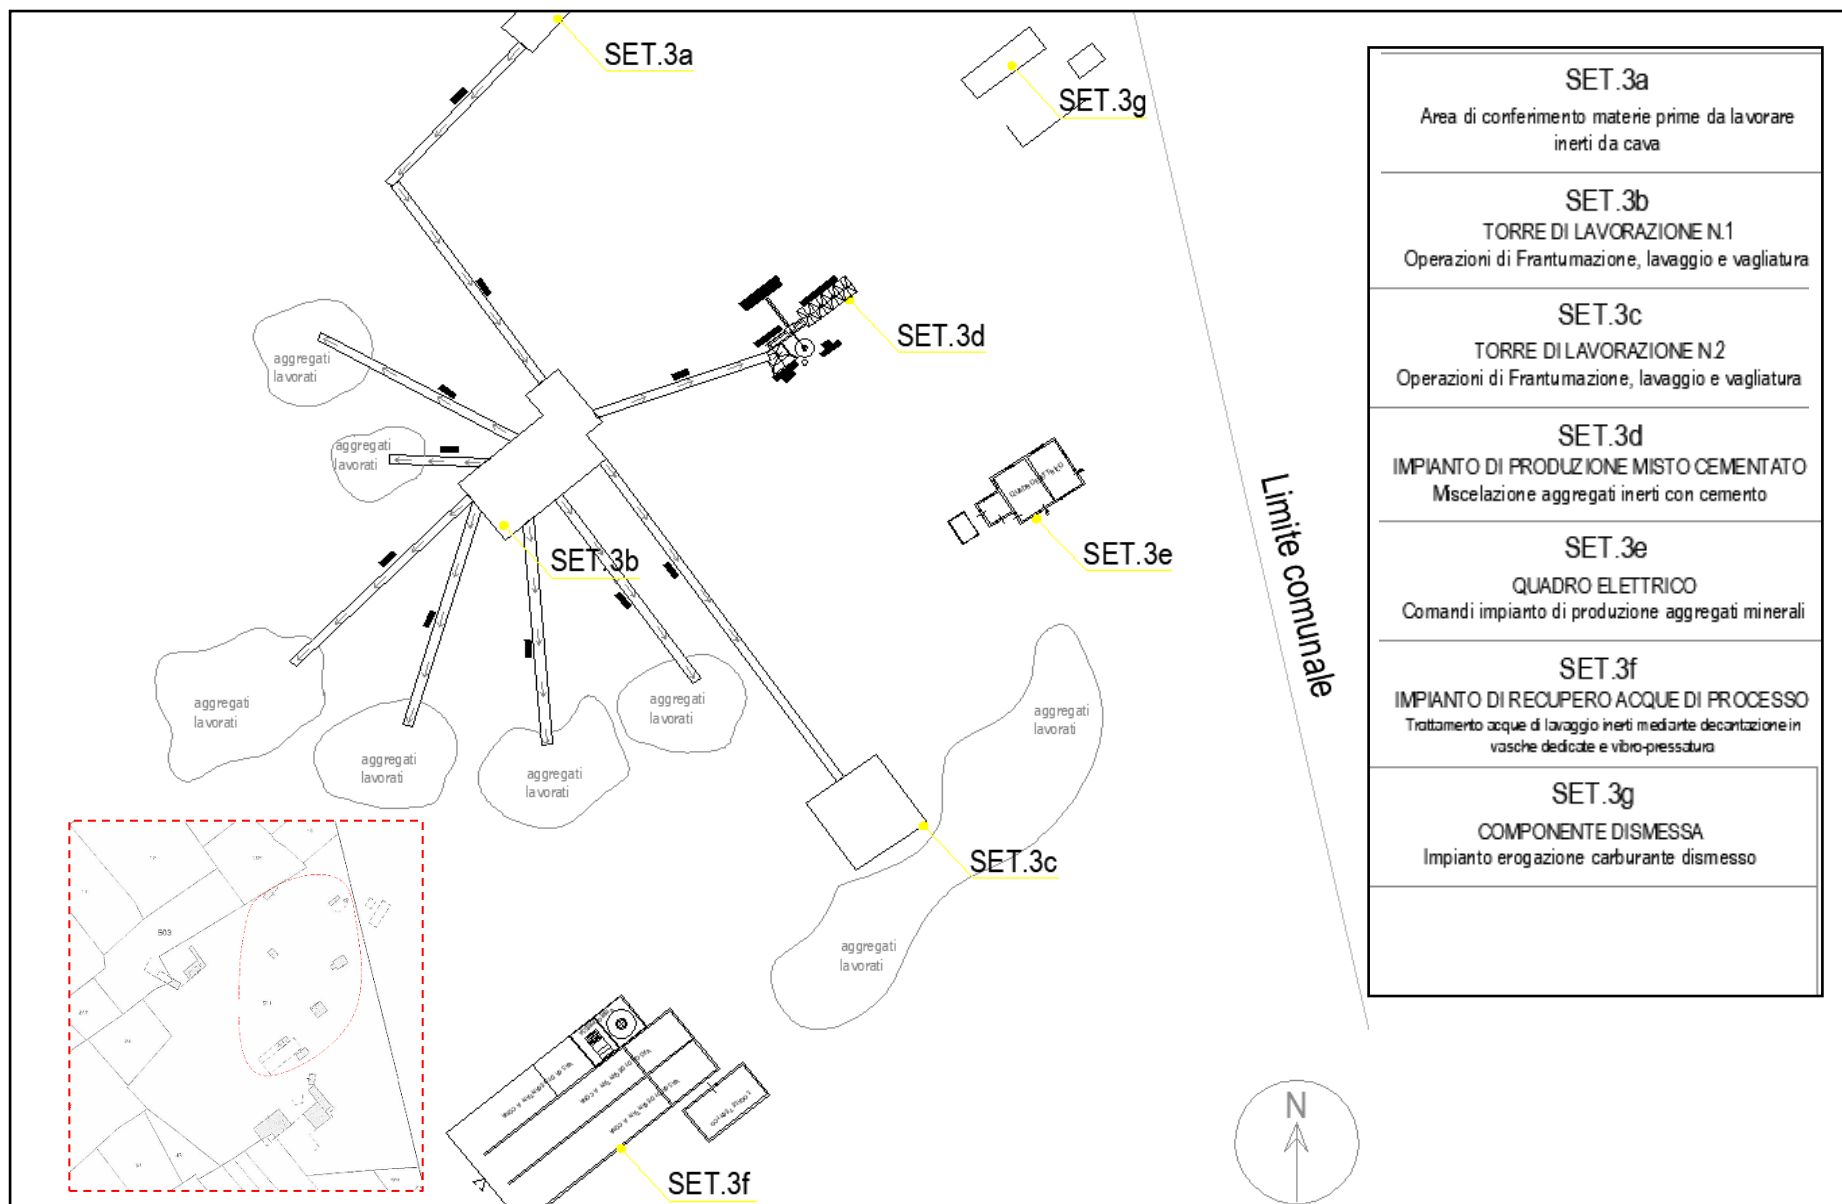 SET.3a
SET.3g
SET.3d
aggregati
lavorati
aggregati
lavorati
SET.3b
SET.3e
Limite comunale
aggregati
lavorati
aggregati
lavorati
aggregati
lavorati
aggregati
lavorati
aggregati
lavorati
SET.3c
aggregati
lavorati
SET.3f
503
N
SET.3a
Area di conferimento materie prime da lavorare
inerti da cava
SET.3b
TORRE DI LAVORAZIONE N.1
Operazioni di Frantumazione, lavaggio e vagliatura
SET.3c
TORRE DI LAVORAZIONE N.2
Operazioni di Frantumazione, lavaggio e vagliatura
SET.3d
IMPIANTO DI PRODUZIONE MISTO CEMENTATO
Miscelazione aggregati inerti con cemento
SET.3e
QUADRO ELETTRICO
Comandi impianto di produzione aggregati minerali
SET.3f
IMPIANTO DI RECUPERO ACQUE DI PROCESSO
Trattamento acque di lavaggio inerti mediante decantazione in
vasche dedicate e vibro-pressatura
SET.3g
COMPONENTE DISMESSA
Impianto erogazione carburante dismesso